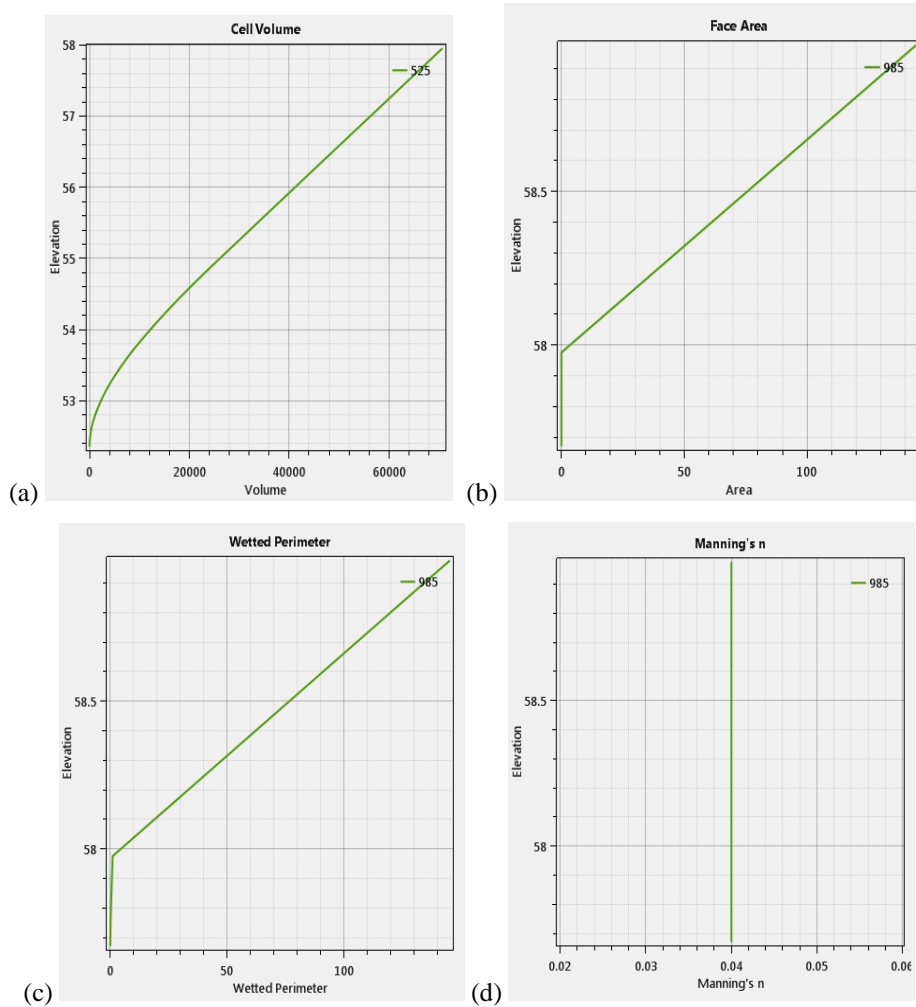 Cell Volume
525
58
57
56
55
54
53
Elevation
0 20000 40000 60000
Volume
(a)
Face Area
985
58.5
58
Elevation
0 50 100
Area
(b)
Wetted Perimeter
985
58.5
58
Elevation
0 50 100
Wetted Perimeter
(c)
Manning's n
985
58.5
58
Elevation
0.02 0.03 0.04 0.05 0.06
Manning's n
(d)